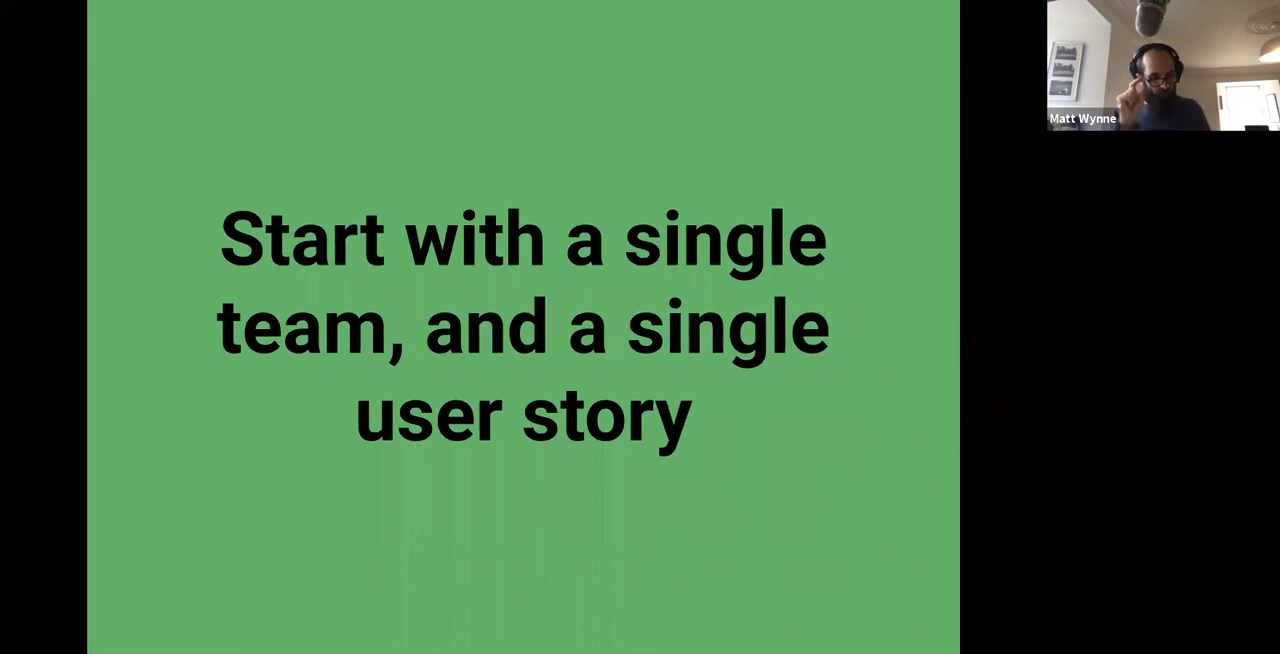 Start with a single
team, and a single
user story
Matt Wynne